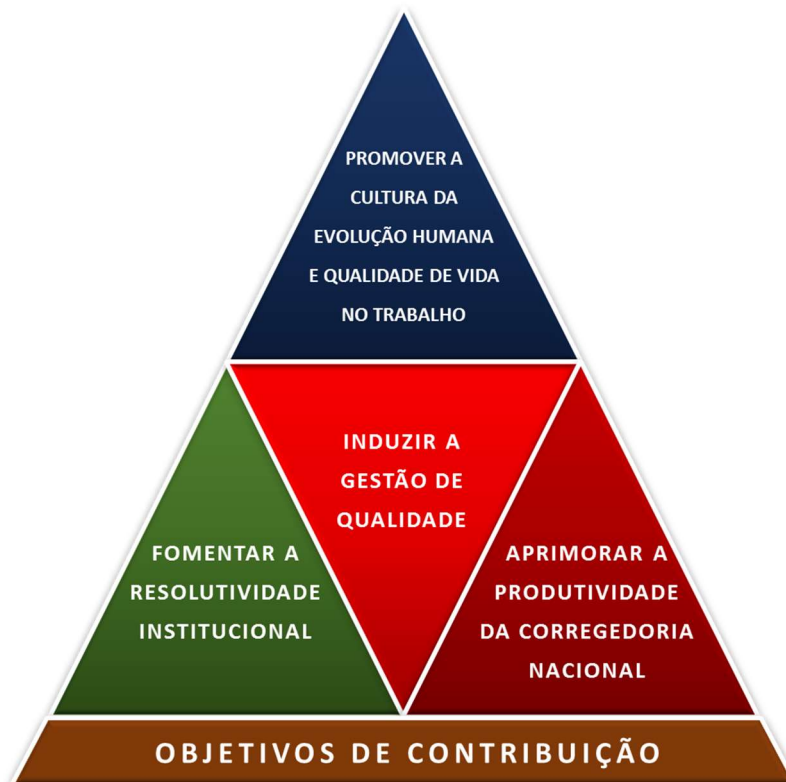 PROMOVER A
CULTURA DA
EVOLUÇÃO HUMANA
E QUALIDADE DE VIDA
NO TRABALHO
INDUZIR A
GESTÃO DE
QUALIDADE
FOMENTAR A
RESOLUTIVIDADE
INSTITUCIONAL
APRIMORAR A
PRODUTIVIDADE
DA CORREGEDORIA
NACIONAL
OBJETIVOS DE CONTRIBUIÇÃO